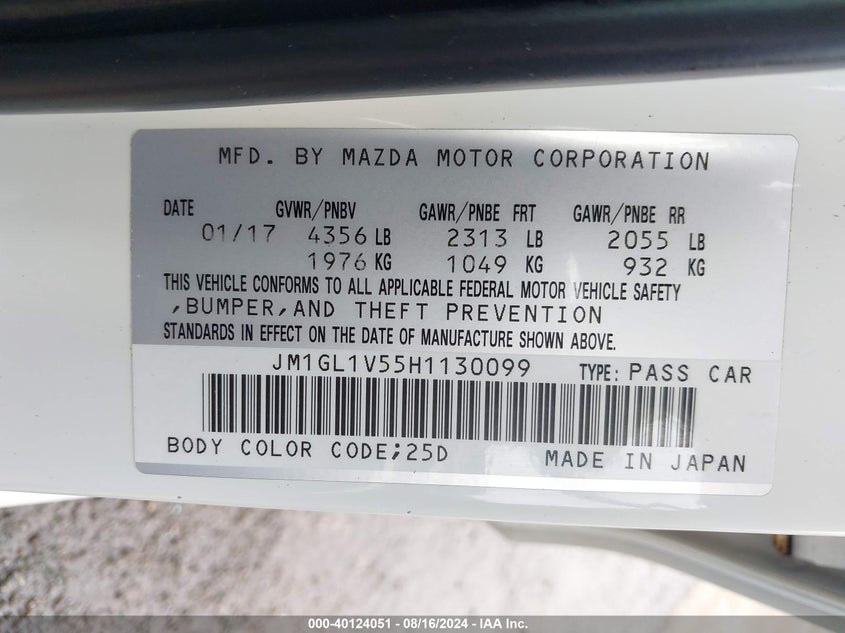 MFD. BY MAZDA MOTOR CORPORATION
DATE GVWR/PNBV GAWR/PNBE FRT GAWR/PNBE RR
01/17 4356 LB 2313 LB 2055 LB
1976 KG 1049 KG 932 KG
THIS VEHICLE CONFORMS TO ALL APPLICABLE FEDERAL MOTOR VEHICLE SAFETY
,BUMPER,AND THEFT PREVENTION
STANDARDS IN EFFECT ON THE DATE OF MANUFACTURE SHOWN ABOVE.
JM1GL1V55H1130099 TYPE: PASS CAR
BODY COLOR CODE;25D MADE IN JAPAN
000-40124051 - 08/16/2024 - IAA Inc.